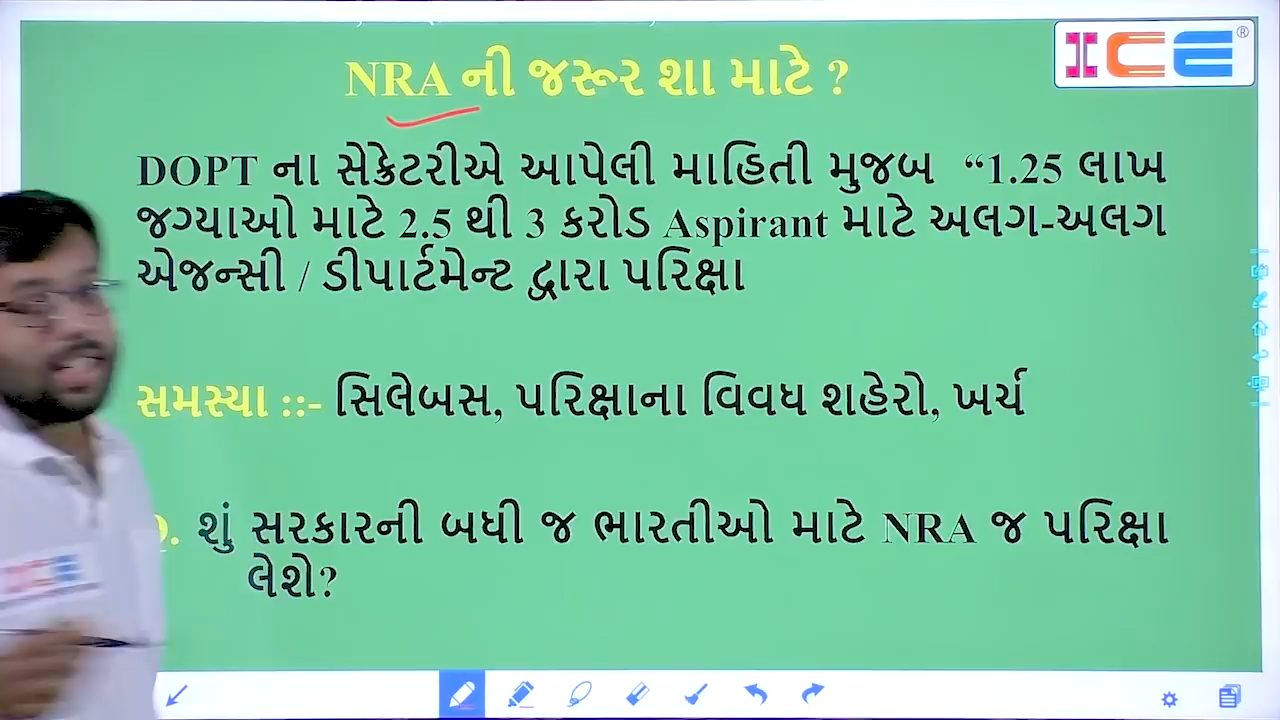 NRA ની જરૂર શા માટે ?
ICE®
DOPT ના સેક્રેટરીએ આપેલી માહિતી મુજબ “1.25 લાખ
જગ્યાઓ માટે 2.5 થી 3 કરોડ Aspirant માટે અલગ-અલગ
એજન્સી / ડીપાર્ટમેન્ટ દ્વારા પરિક્ષા
સમસ્યા ::- સિલેબસ, પરિક્ષાના વિવધ શહેરો, ખર્ચ
શું સરકારની બધી જ ભારતીઓ માટે NRA જ પરિક્ષા
લેશે?